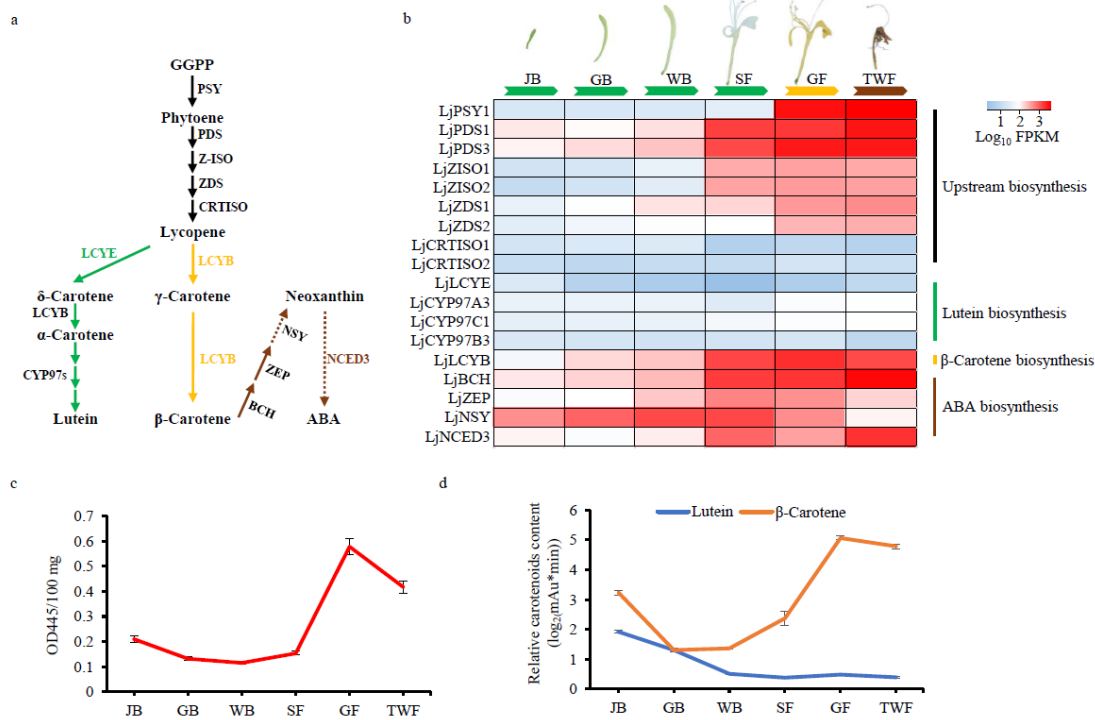 a
GGPP
PSY
Phytoene
PDS
Z-ISO
ZDS
CRTISO
Lycopene
LCYE
LCYB
δ-Carotene
γ-Carotene
Neoxanthin
LCYB
α-Carotene
NSY
CYP97s
LCYB
NCED3
ZEP
BCH
Lutein
β-Carotene
ABA
b
JB GB WB SF GF TWF
LjPSY1
LjPDS1
LjPDS3
LjZISO1
LjZISO2
LjZDS1
LjZDS2
LjCRTISO1
LjCRTISO2
LjLCYE
LjCYP97A3
LjCYP97C1
LjCYP97B3
LjLCYB
LjBCH
LjZEP
LjNSY
LjNCED3
1 2 3
Log10 FPKM
Upstream biosynthesis
Lutein biosynthesis
β-Carotene biosynthesis
ABA biosynthesis
c
OD445/100 mg
0.7
0.6
0.5
0.4
0.3
0.2
0.1
0
JB GB WB SF GF TWF
d
Lutein β-Carotene
Relative carotenoids content
(log2(mAu*min))
6
5
4
3
2
1
0
JB GB WB SF GF TWF